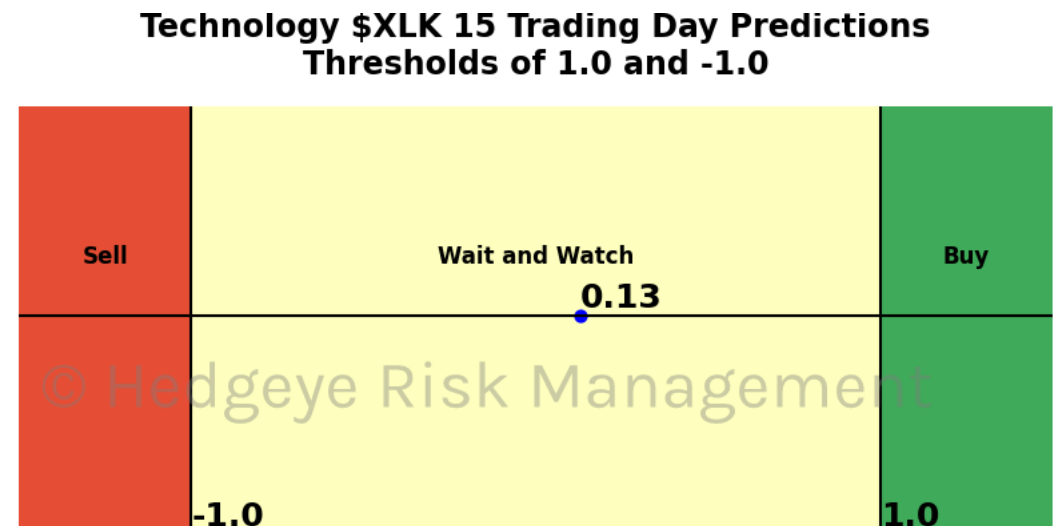 Technology $XLK 15 Trading Day Predictions
Thresholds of 1.0 and -1.0
Sell
Wait and Watch
Buy
0.13
© Hedgeye Risk Management
-1.0
1.0